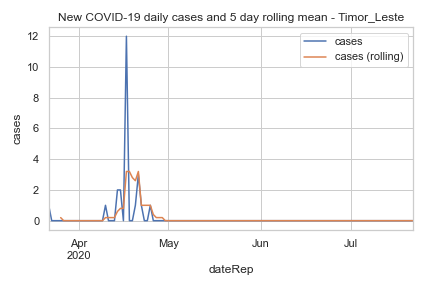 New COVID-19 daily cases and 5 day rolling mean - Timor_Leste
cases
cases (rolling)
12
10
8
6
4
2
0
cases
Apr
2020
May
Jun
Jul
dateRep